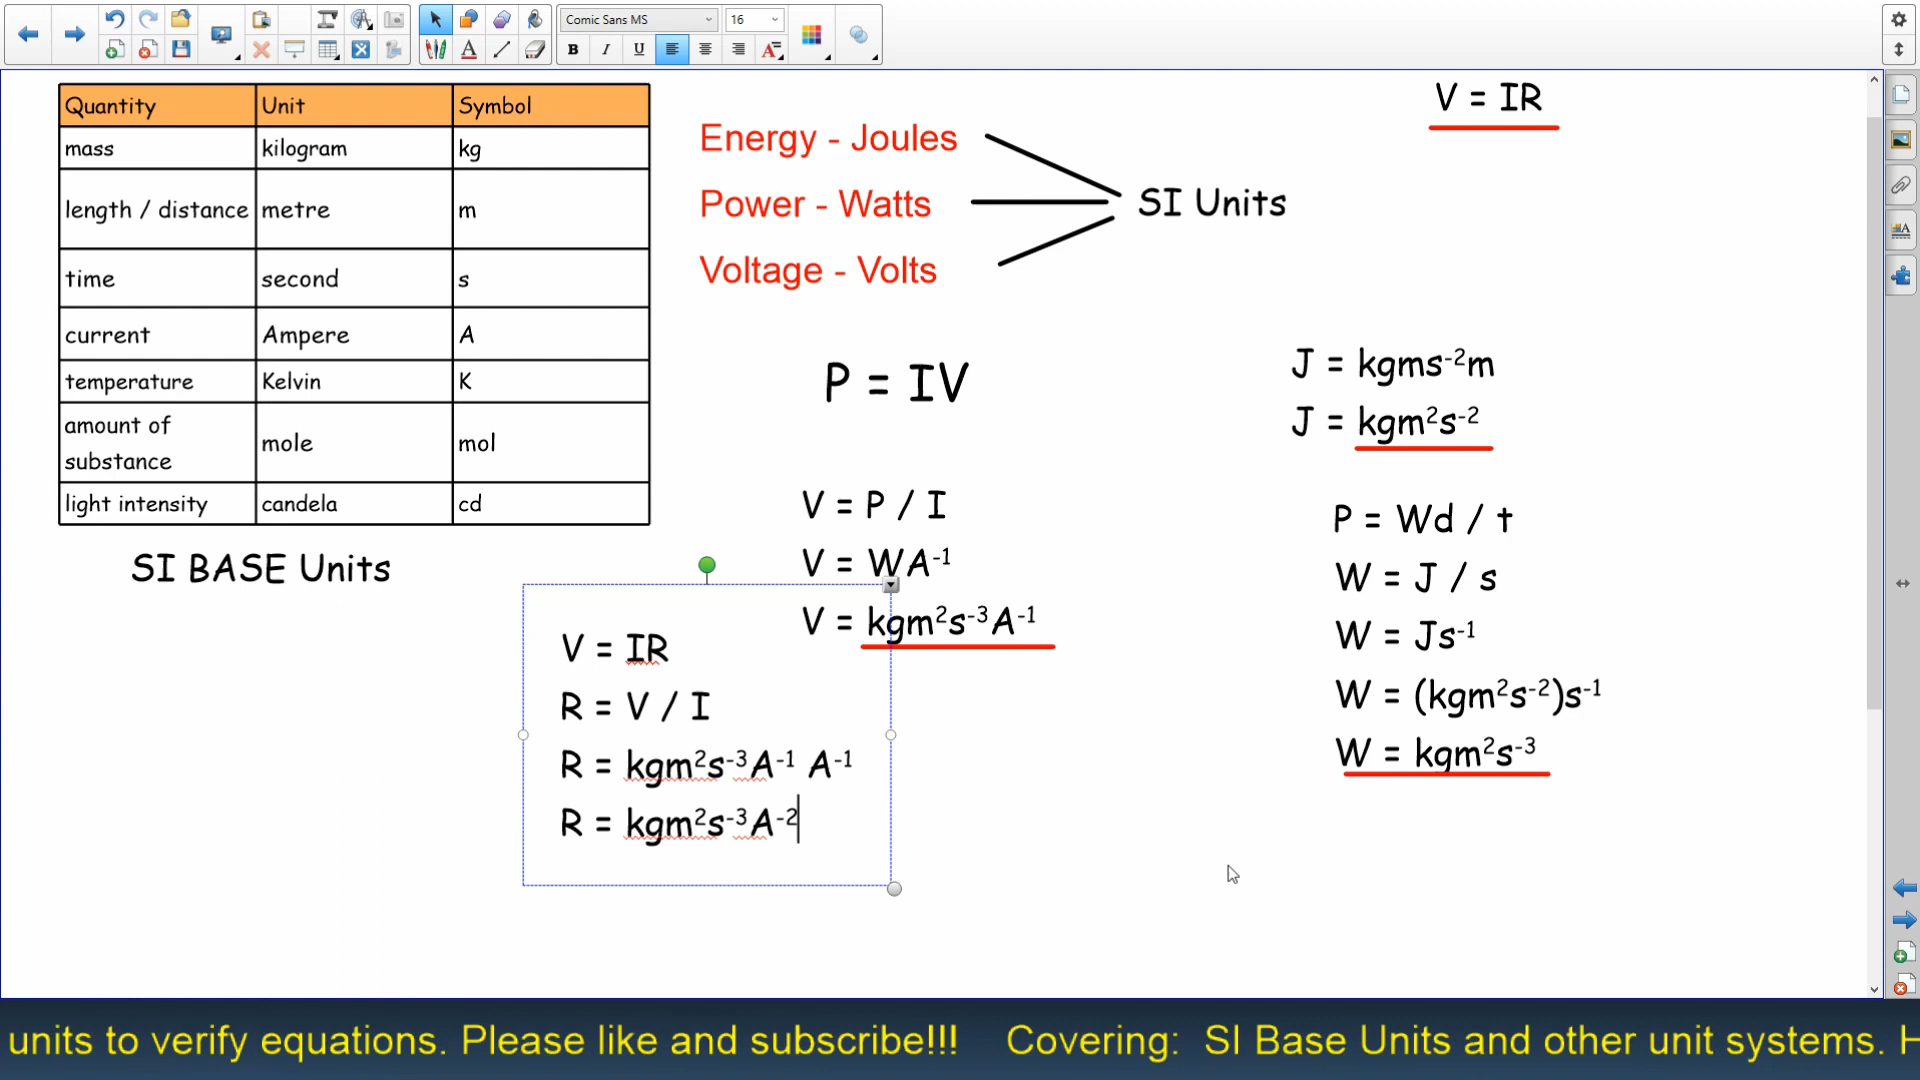 Comic Sans MS
16
B I U
Quantity Unit Symbol
mass kilogram kg
length / distance metre m
time second s
current Ampere A
temperature Kelvin K
amount of substance mole mol
light intensity candela cd
SI BASE Units
Energy - Joules
Power - Watts
Voltage - Volts
SI Units
V = IR
P = IV
V = P / I
V = WA⁻¹
V = kgm²s⁻³A⁻¹
V = IR
R = V / I
R = kgm²s⁻³A⁻¹ A⁻¹
R = kgm²s⁻³A⁻²
J = kgms⁻²m
J = kgm²s⁻²
P = Wd / t
W = J / s
W = Js⁻¹
W = (kgm²s⁻²)s⁻¹
W = kgm²s⁻³
units to verify equations. Please like and subscribe!!! Covering: SI Base Units and other unit systems. H